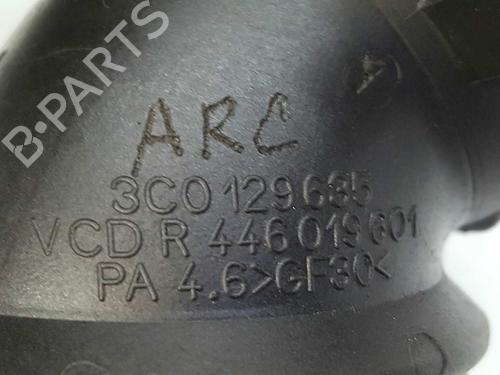 B-PARTS
ARC
3C0 129 635
VCD R 446 019 601
PA 4.6>GF30<